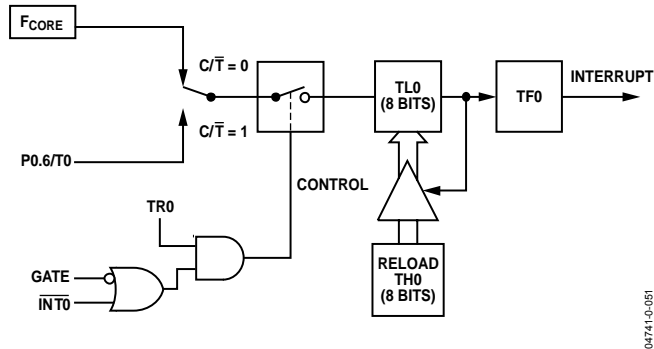 FCORE
C/T̅ = 0
C/T̅ = 1
P0.6/T0
TL0
(8 BITS)
TF0
INTERRUPT
CONTROL
TR0
GATE
I̅N̅T̅0̅
RELOAD
TH0
(8 BITS)
04741-0-051